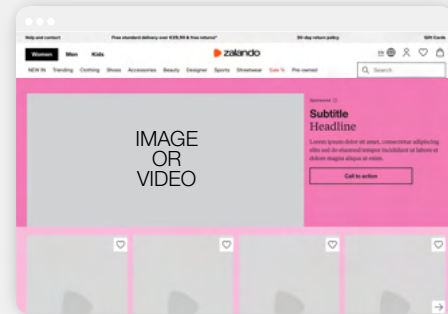 Help and contact Free standard delivery over €29,90 & free returns* 30-day return policy Gift Cards
Women Men Kids zalando
NEW IN Trending Clothing Shoes Accessories Beauty Designer Sports Streetwear Sale % Pre-owned Search
Sponsored
Subtitle
Headline
Lorem ipsum dolor sit amet, consectetur adipiscing
elitr sed do eiusmod tempor incididunt ut labore et
dolore magna aliqua ut enim.
Call to action
IMAGE
OR
VIDEO